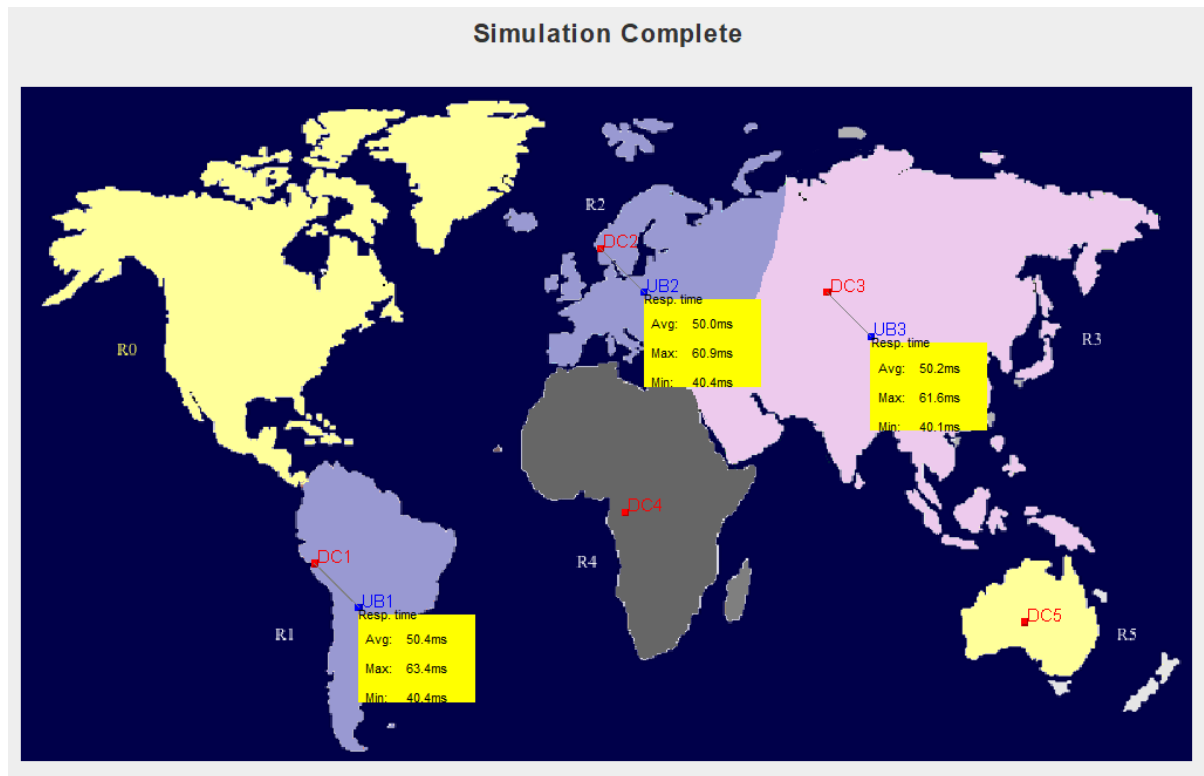 Simulation Complete
R2
DC2
UB2
Resp. time
Avg: 50.0ms
Max: 60.9ms
Min: 40.4ms
DC3
UB3
Resp. time
Avg: 50.2ms
Max: 61.6ms
Min: 40.1ms
R3
R0
DC4
R4
DC1
UB1
Resp. time
Avg: 50.4ms
Max: 63.4ms
Min: 40.4ms
R1
DC5
R5